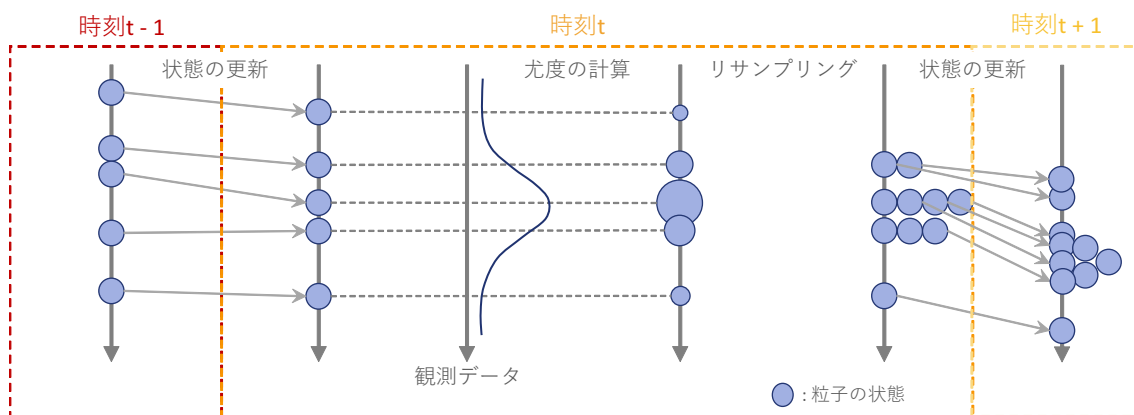 時刻t - 1
時刻t
時刻t + 1
状態の更新
尤度の計算
リサンプリング
状態の更新
観測データ
: 粒子の状態